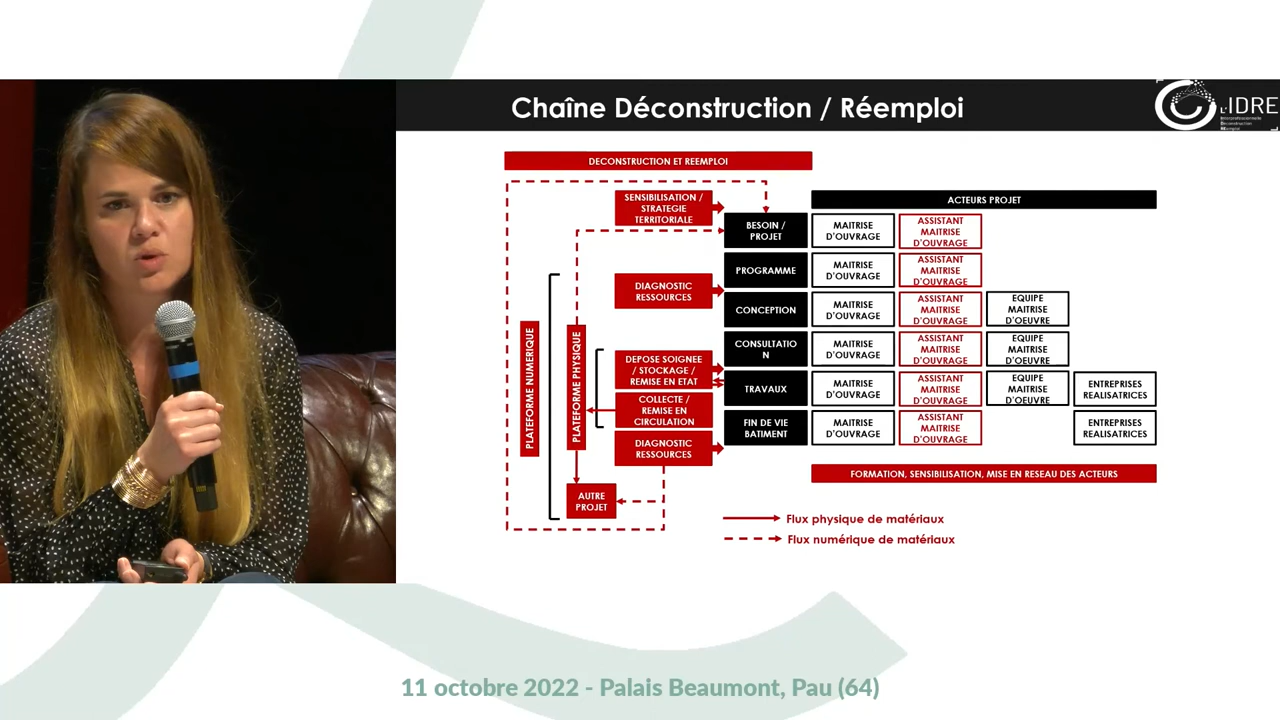 Chaîne Déconstruction / Réemploi
L'IDRE
Interprofessionnelle
Déconstruction
REemploi
DECONSTRUCTION ET REEMPLOI
SENSIBILISATION /
STRATEGIE
TERRITORIALE
DIAGNOSTIC
RESSOURCES
DEPOSE SOIGNEE
/ STOCKAGE /
REMISE EN ETAT
COLLECTE /
REMISE EN
CIRCULATION
DIAGNOSTIC
RESSOURCES
PLATEFORME NUMERIQUE
PLATEFORME PHYSIQUE
AUTRE
PROJET
ACTEURS PROJET
BESOIN /
PROJET
MAITRISE
D'OUVRAGE
ASSISTANT
MAITRISE
D'OUVRAGE
PROGRAMME
MAITRISE
D'OUVRAGE
ASSISTANT
MAITRISE
D'OUVRAGE
CONCEPTION
MAITRISE
D'OUVRAGE
ASSISTANT
MAITRISE
D'OUVRAGE
EQUIPE
MAITRISE
D'OEUVRE
CONSULTATIO
N
MAITRISE
D'OUVRAGE
ASSISTANT
MAITRISE
D'OUVRAGE
EQUIPE
MAITRISE
D'OEUVRE
TRAVAUX
MAITRISE
D'OUVRAGE
ASSISTANT
MAITRISE
D'OUVRAGE
EQUIPE
MAITRISE
D'OEUVRE
ENTREPRISES
REALISATRICES
FIN DE VIE
BATIMENT
MAITRISE
D'OUVRAGE
ASSISTANT
MAITRISE
D'OUVRAGE
ENTREPRISES
REALISATRICES
FORMATION, SENSIBILISATION, MISE EN RESEAU DES ACTEURS
Flux physique de matériaux
Flux numérique de matériaux
11 octobre 2022 - Palais Beaumont, Pau (64)